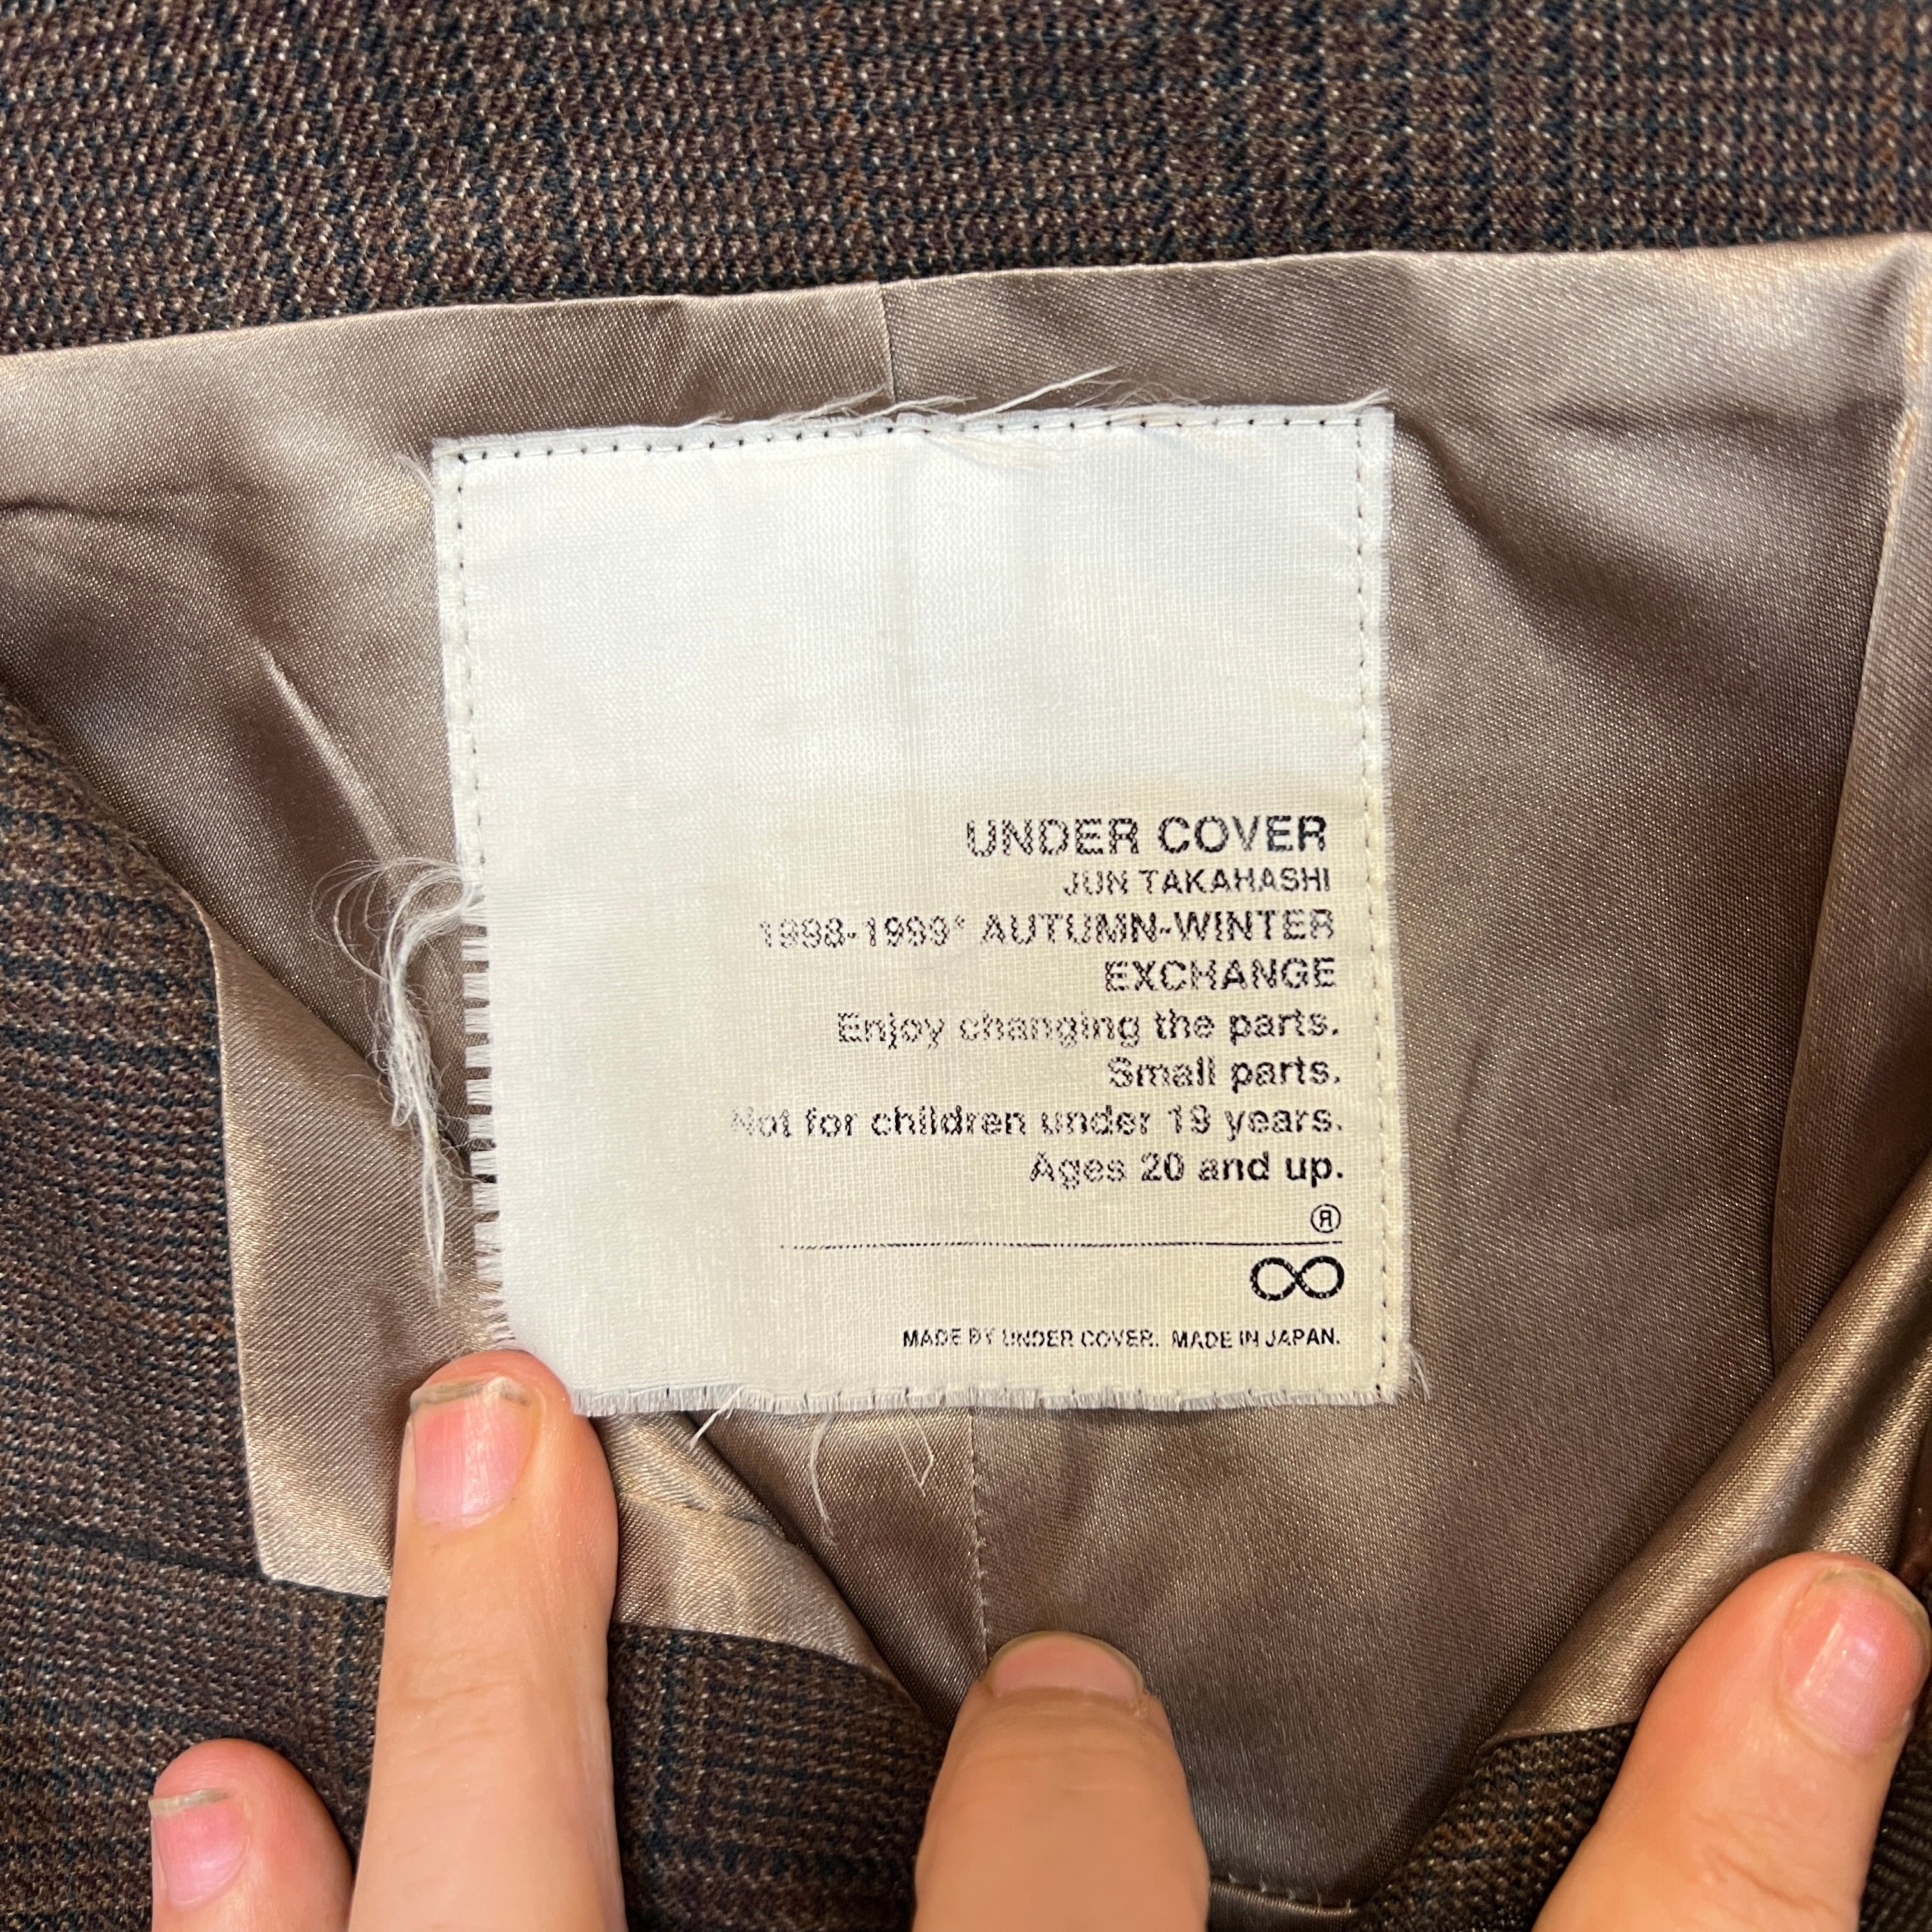 UNDER COVER
JUN TAKAHASHI
1998-1999* AUTUMN-WINTER
EXCHANGE
Enjoy changing the parts.
Small parts.
Not for children under 19 years.
Ages 20 and up.
®
∞
MADE BY UNDER COVER. MADE IN JAPAN.